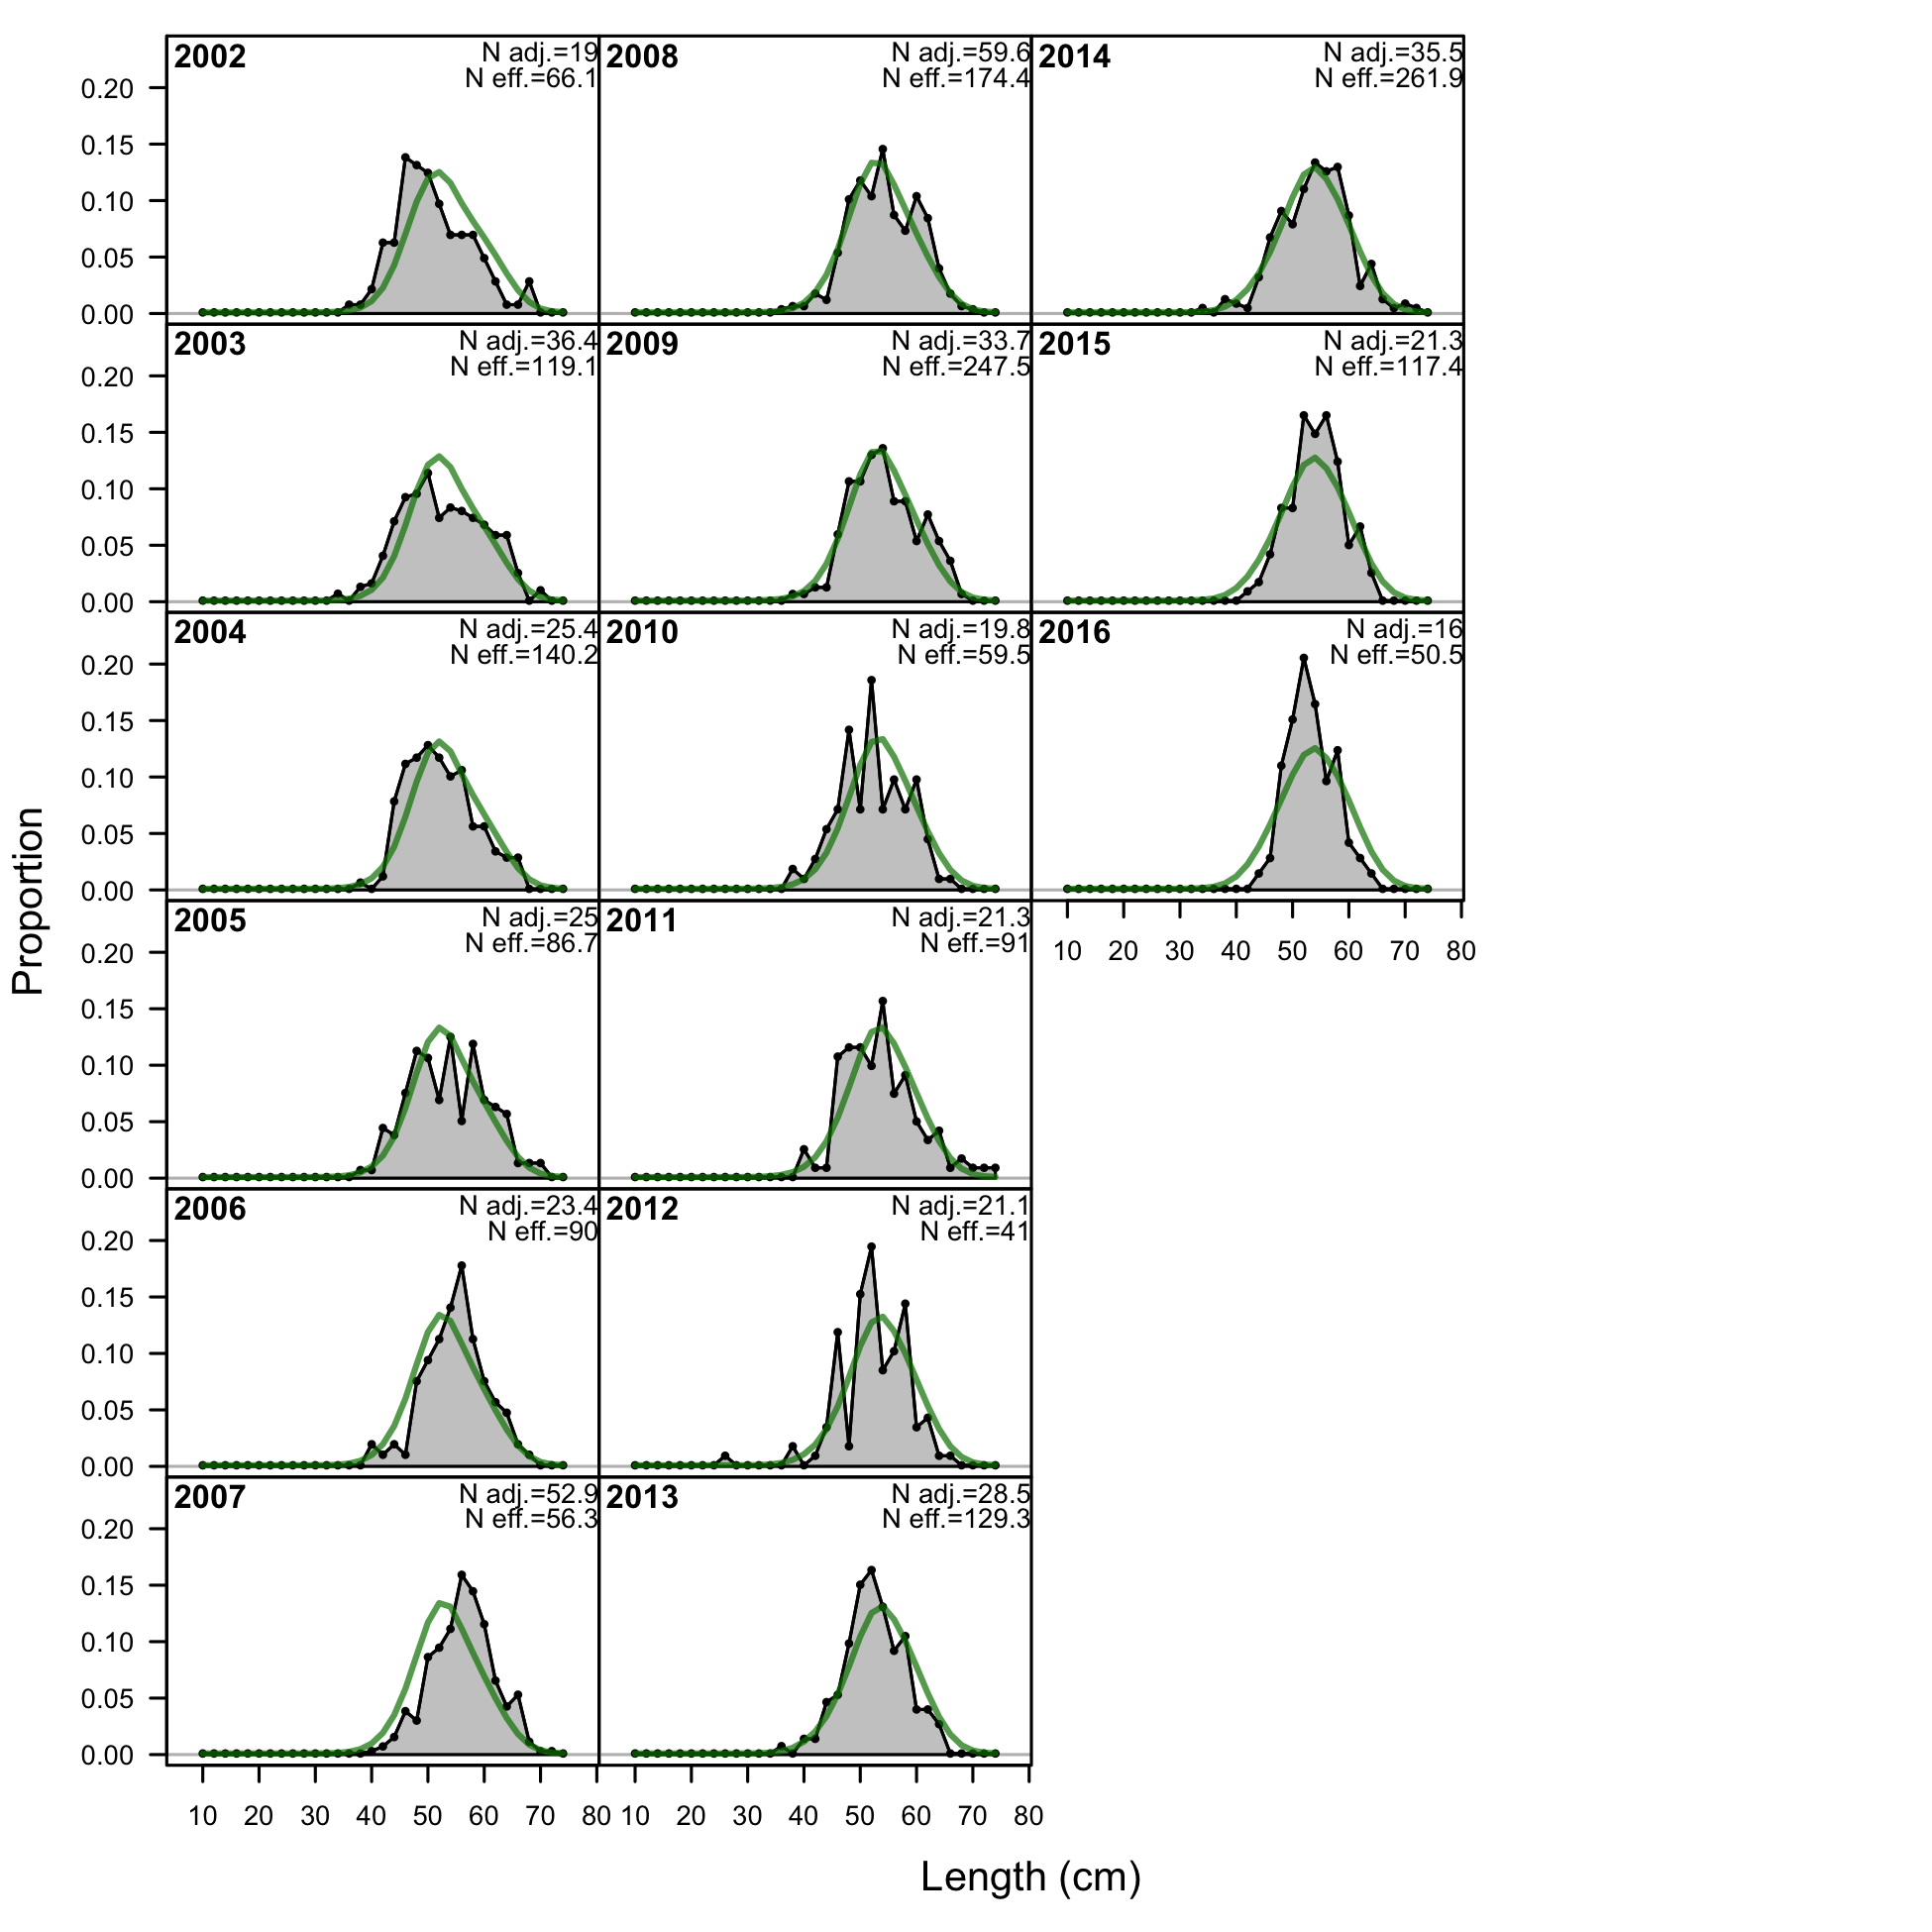 2002
N adj.=19
N eff.=66.1
2008
N adj.=59.6
N eff.=174.4
2014
N adj.=35.5
N eff.=261.9
0.20
0.15
0.10
0.05
0.00
2003
N adj.=36.4
N eff.=119.1
2009
N adj.=33.7
N eff.=247.5
2015
N adj.=21.3
N eff.=117.4
0.20
0.15
0.10
0.05
0.00
2004
N adj.=25.4
N eff.=140.2
2010
N adj.=19.8
N eff.=59.5
2016
N adj.=16
N eff.=50.5
0.20
0.15
0.10
0.05
0.00
10 20 30 40 50 60 70 80
2005
N adj.=25
N eff.=86.7
2011
N adj.=21.3
N eff.=91
0.20
0.15
0.10
0.05
0.00
2006
N adj.=23.4
N eff.=90
2012
N adj.=21.1
N eff.=41
0.20
0.15
0.10
0.05
0.00
2007
N adj.=52.9
N eff.=56.3
2013
N adj.=28.5
N eff.=129.3
0.20
0.15
0.10
0.05
0.00
10 20 30 40 50 60 70 80
10 20 30 40 50 60 70 80
Proportion
Length (cm)